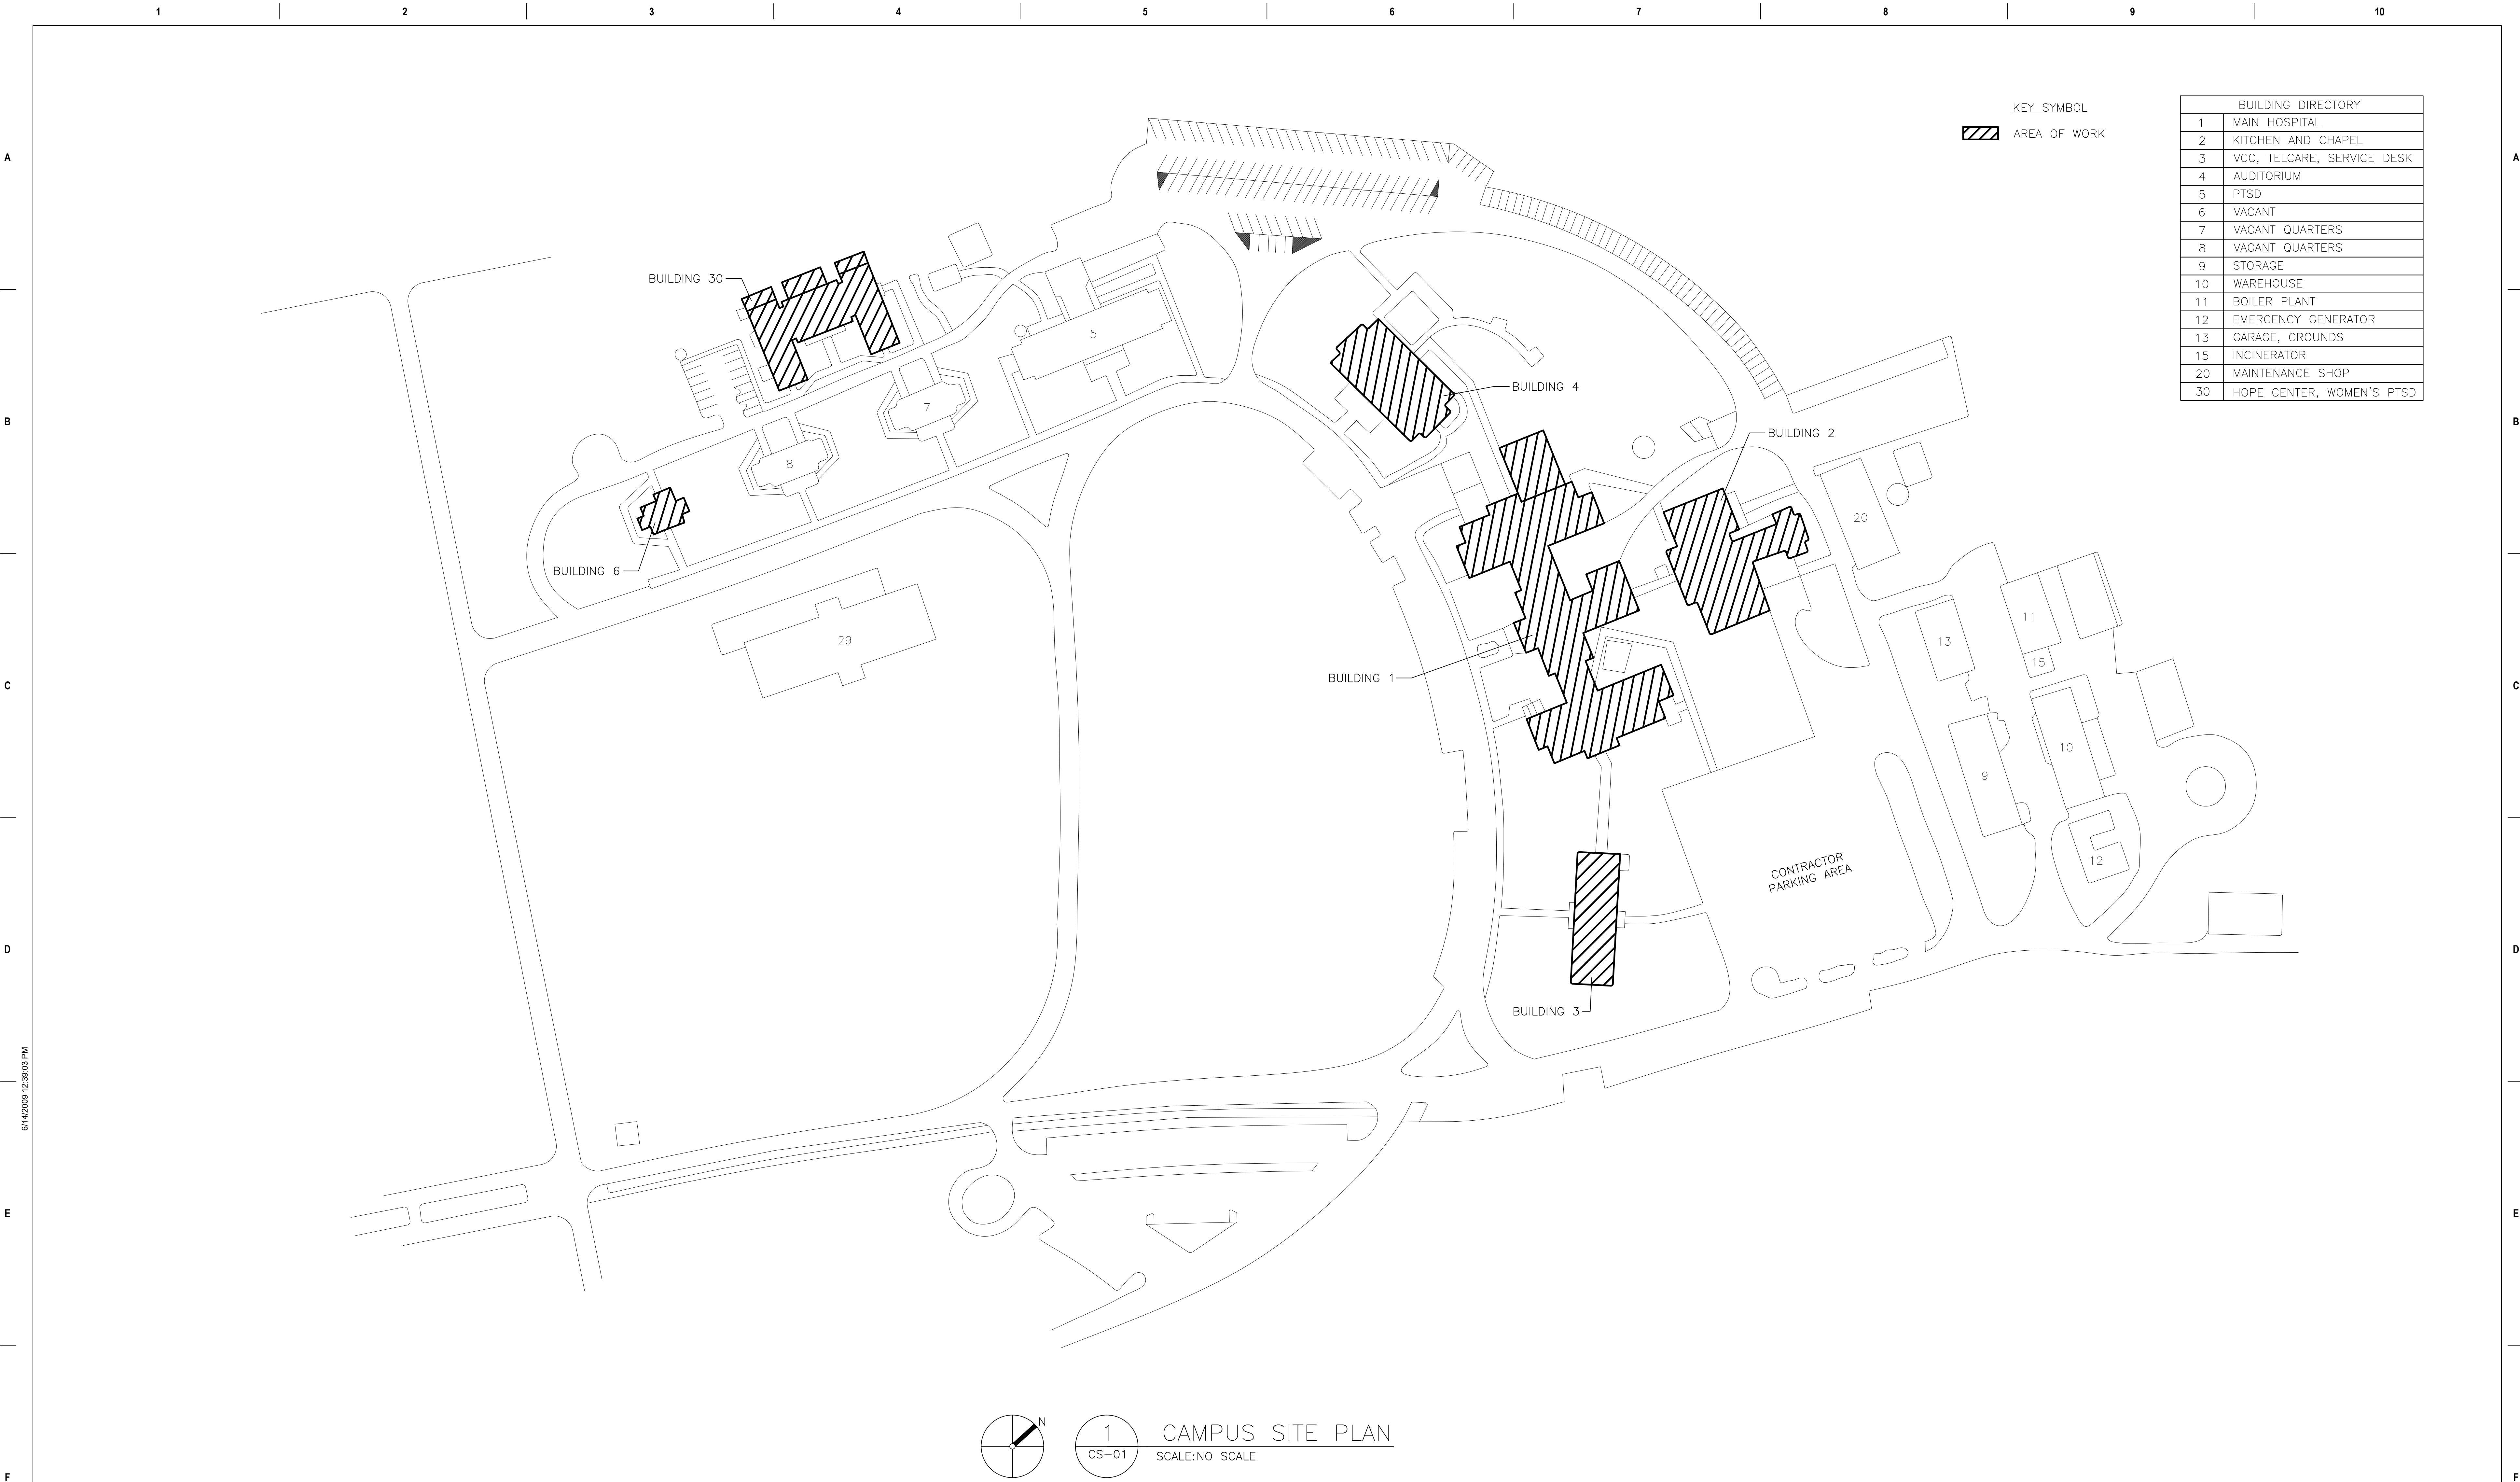 1 2 3 4 5 6 7 8 9 10
KEY SYMBOL
AREA OF WORK
BUILDING DIRECTORY
1 MAIN HOSPITAL
2 KITCHEN AND CHAPEL
3 VCC, TELCARE, SERVICE DESK
4 AUDITORIUM
5 PTSD
6 VACANT
7 VACANT QUARTERS
8 VACANT QUARTERS
9 STORAGE
10 WAREHOUSE
11 BOILER PLANT
12 EMERGENCY GENERATOR
13 GARAGE, GROUNDS
15 INCINERATOR
20 MAINTENANCE SHOP
30 HOPE CENTER, WOMEN'S PTSD
A A
BUILDING 30
5
BUILDING 4
7
B B
BUILDING 2
8
20
BUILDING 6
29
11
13
15
BUILDING 1
C C
10
9
CONTRACTOR
PARKING AREA
12
D D
BUILDING 3
6/14/2009 12:39:03 PM
E E
N
1
CS-01
CAMPUS SITE PLAN
SCALE:NO SCALE
F F